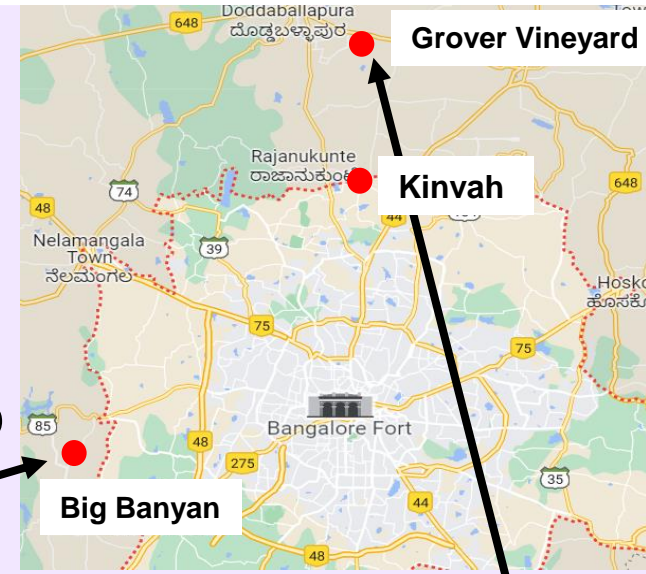 Doddaballapura
ದೊಡ್ಡಬಳ್ಳಾಪುರ
648
Grover Vineyard
Rajanukunte
74
Kinvah
648
48
44
Nelamangala
Town
ನೆಲಮಂಗಲ
39
75
75
85
Bangalore Fort
48
275
35
Big Banyan
44
48